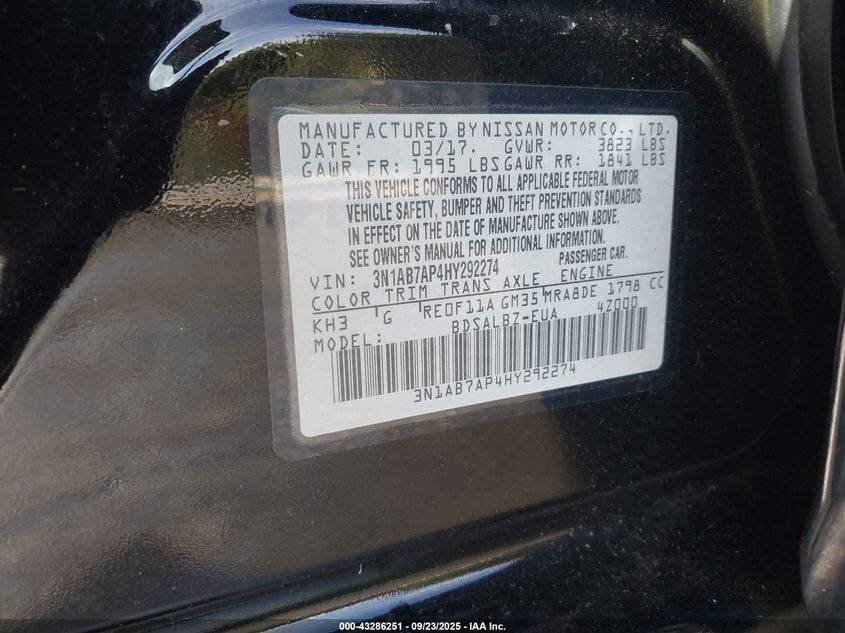 MANUFACTURED BY NISSAN MOTOR CO., LTD.
DATE: 03/17. GVWR: 3823 LBS
GAWR FR: 1995 LBS GAWR RR: 1841 LBS
THIS VEHICLE CONFORMS TO ALL APPLICABLE FEDERAL MOTOR
VEHICLE SAFETY, BUMPER AND THEFT PREVENTION STANDARDS
IN EFFECT ON THE DATE OF MANUFACTURE SHOWN ABOVE.
SEE OWNER'S MANUAL FOR ADDITIONAL INFORMATION.
VIN: 3N1AB7AP4HY292274 PASSENGER CAR.
COLOR TRIM TRANS AXLE ENGINE
KH3 G RE0F11A GM35 MRA8DE 1798 CC
MODEL: BDSALBZ-EUA 4Z000
3N1AB7AP4HY292274
000-43286251 - 09/23/2025 - IAA Inc.